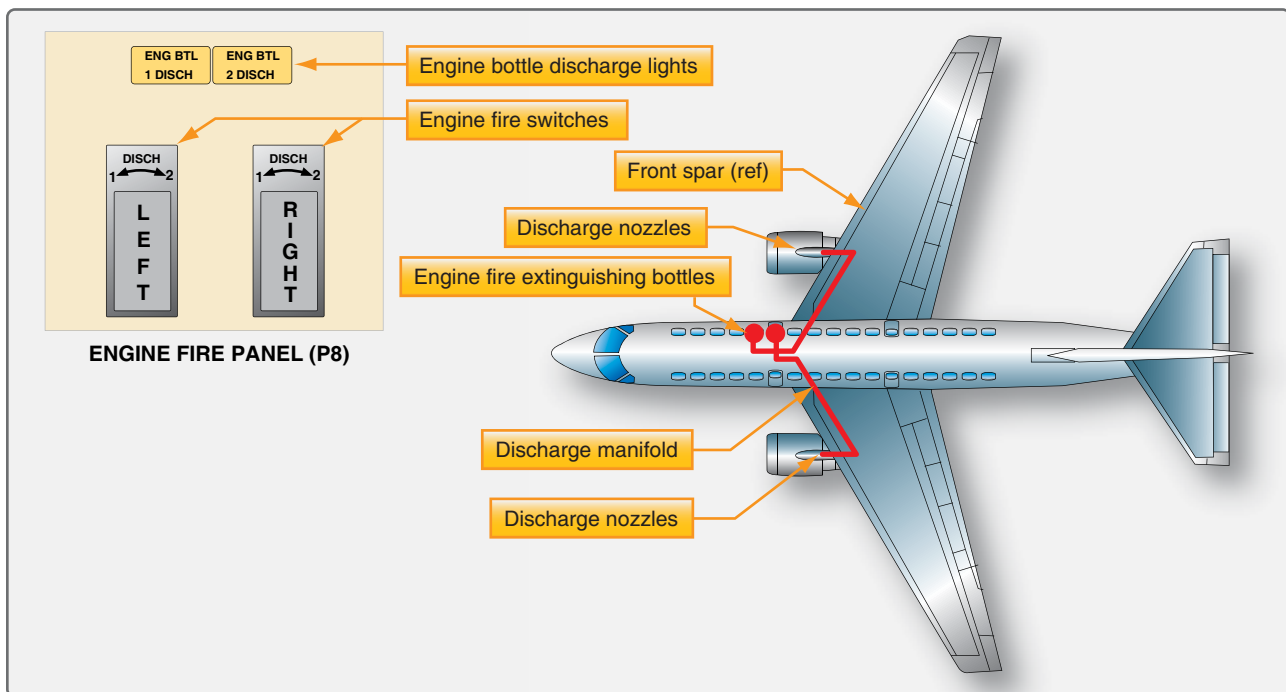 ENG BTL
1 DISCH
ENG BTL
2 DISCH
Engine bottle discharge lights
Engine fire switches
DISCH
1 2
LEFT
DISCH
1 2
RIGHT
ENGINE FIRE PANEL (P8)
Front spar (ref)
Discharge nozzles
Engine fire extinguishing bottles
Discharge manifold
Discharge nozzles